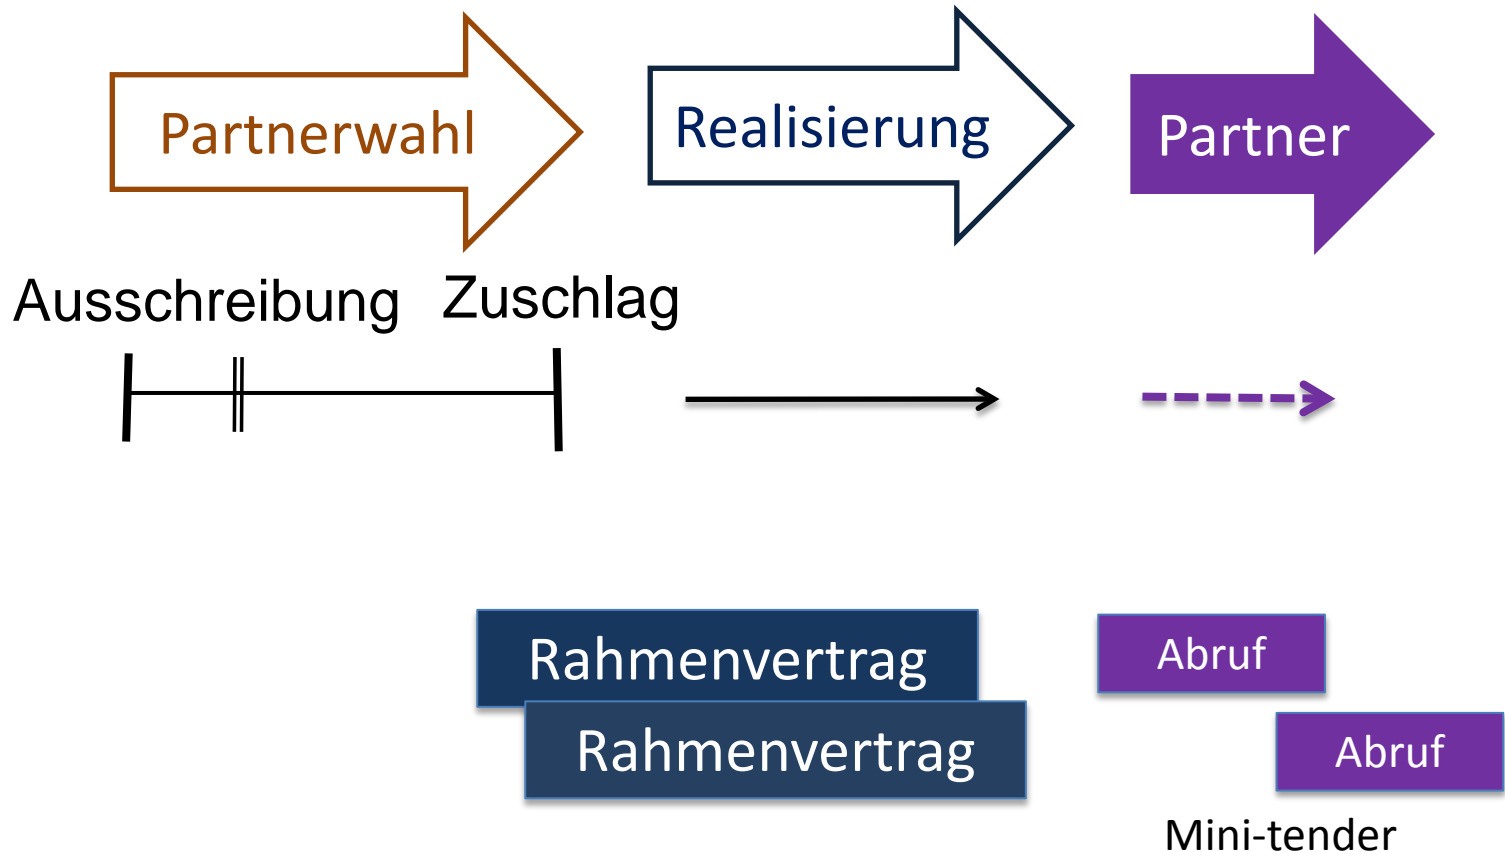 Partnerwahl
Realisierung
Partner
Ausschreibung
Zuschlag
Rahmenvertrag
Abruf
Rahmenvertrag
Abruf
Mini-tender